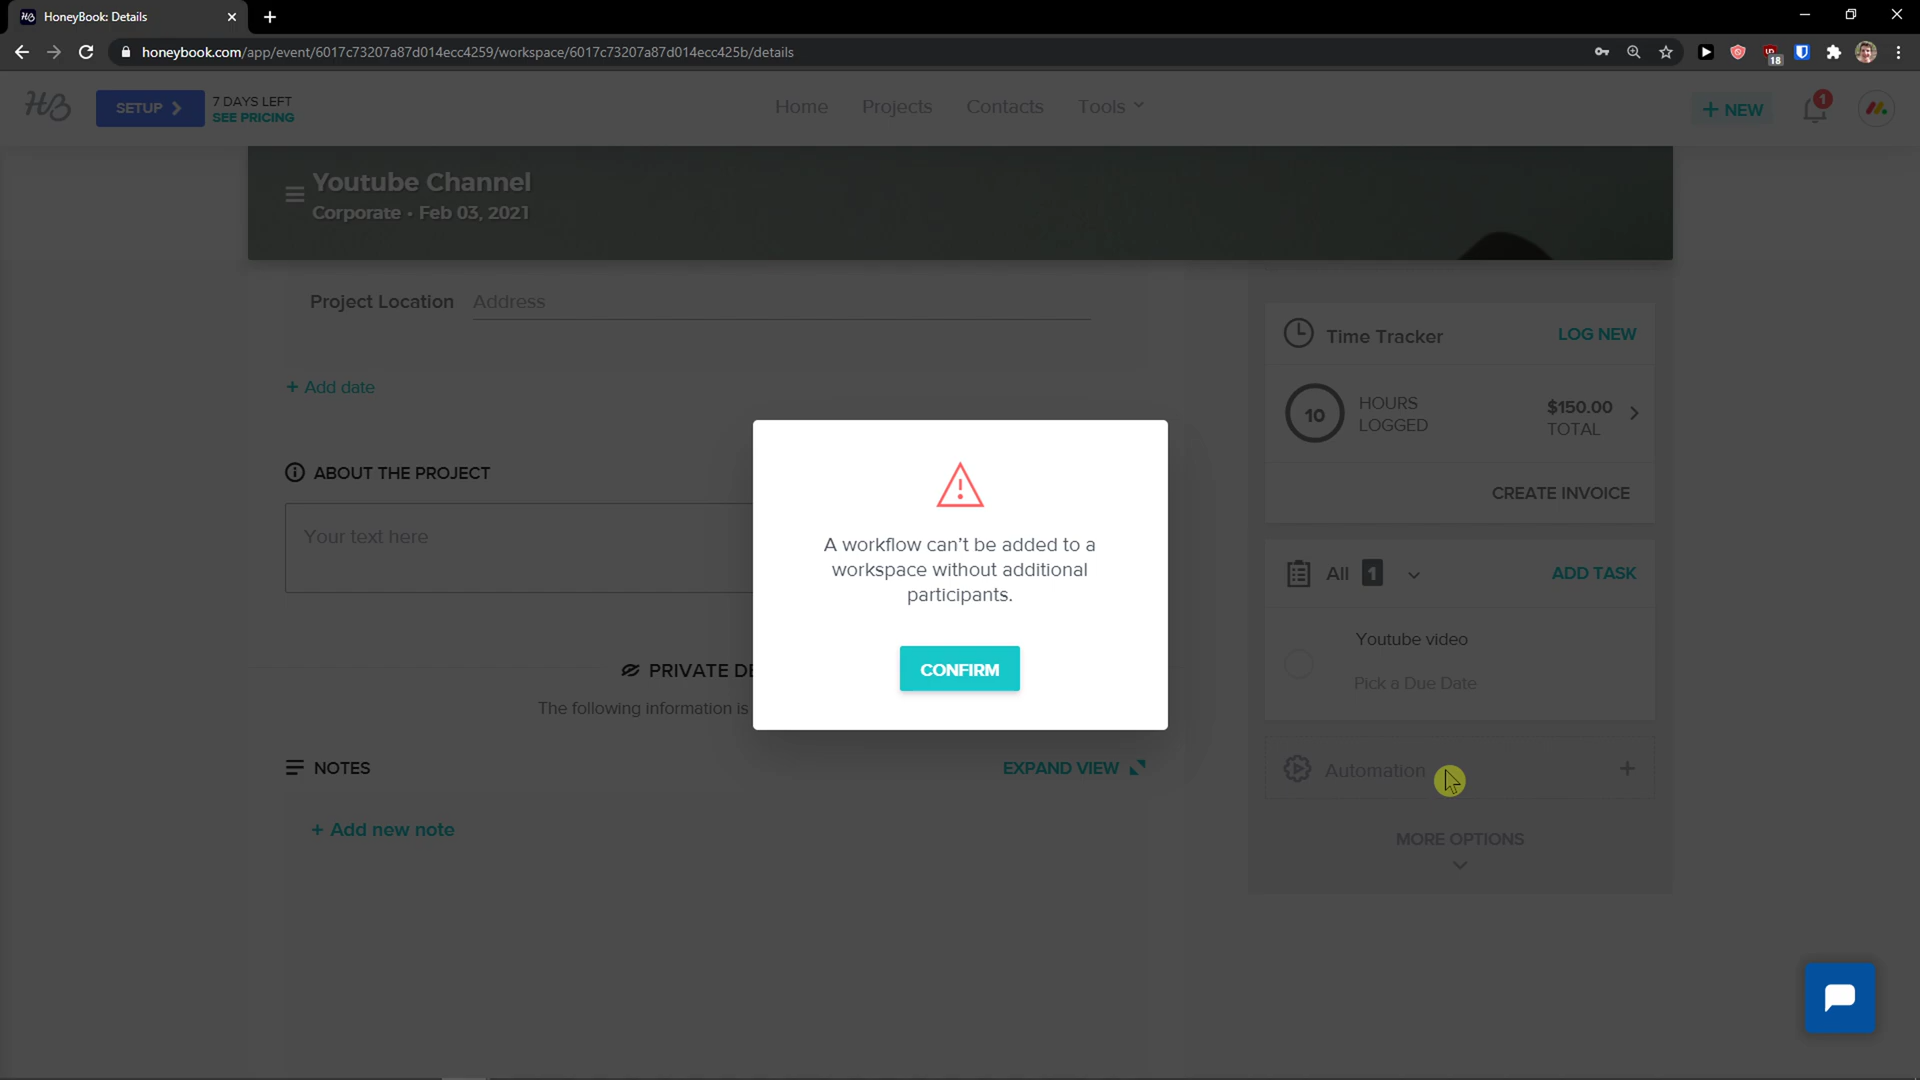 HoneyBook: Details
honeybook.com/app/event/6017c73207a87d014ecc4259/workspace/6017c73207a87d014ecc425b/details
18
HB
SETUP
7 DAYS LEFT
SEE PRICING
Home
Projects
Contacts
Tools
+ NEW
1
Youtube Channel
Corporate • Feb 03, 2021
Project Location
Address
+ Add date
ABOUT THE PROJECT
Your text here
PRIVATE DE
The following information is
NOTES
EXPAND VIEW
+ Add new note
A workflow can't be added to a
workspace without additional
participants.
CONFIRM
Time Tracker
LOG NEW
10
HOURS
LOGGED
$150.00
TOTAL
CREATE INVOICE
All 1
ADD TASK
Youtube video
Pick a Due Date
Automation
+
MORE OPTIONS